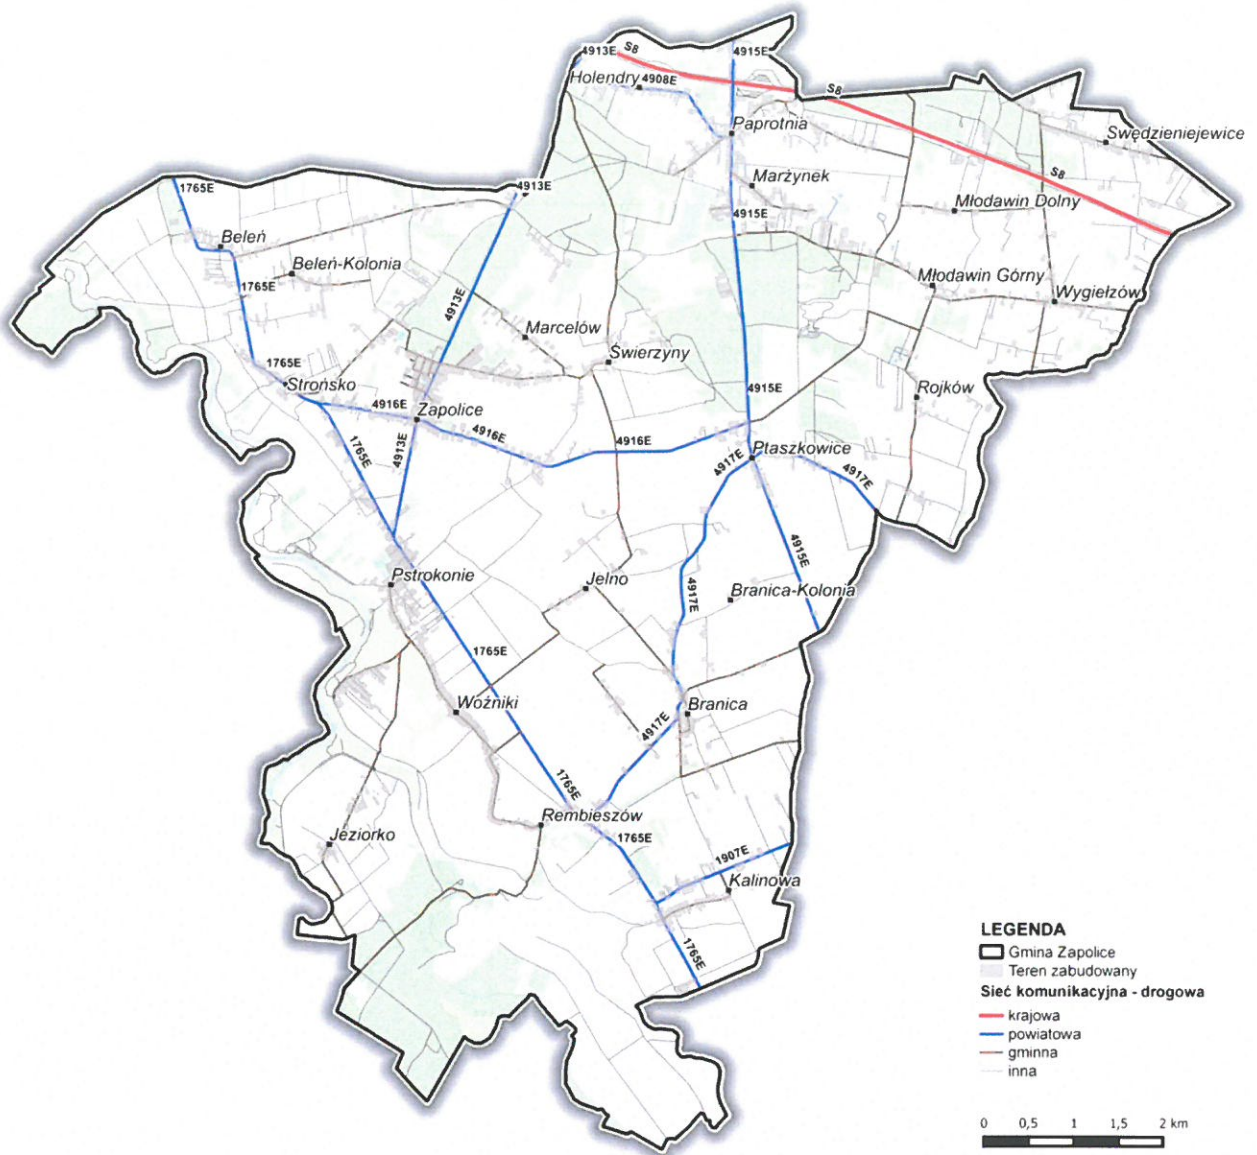 4913E
S8
4915E
Holendry
4908E
S8
Paprotnia
Swędzieniejewice
Marżynek
S8
1765E
4913E
Młodawin Dolny
4915E
Beleń
Beleń-Kolonia
Młodawin Górny
1765E
Wygiełzów
4913E
Marcelów
Świerzyny
1765E
Strońsko
4915E
Rojków
4916E
Zapolice
4916E
4916E
1765E
4913E
Ptaszkowice
4917E
4917E
4915E
Pstrokonie
Jelno
4917E
Branica-Kolonia
1765E
Woźniki
Branica
4917E
1765E
Rembieszów
Jeziorko
1765E
1907E
Kalinowa
1765E
LEGENDA
Gmina Zapolice
Teren zabudowany
Sieć komunikacyjna - drogowa
krajowa
powiatowa
gminna
inna
0 0,5 1 1,5 2 km